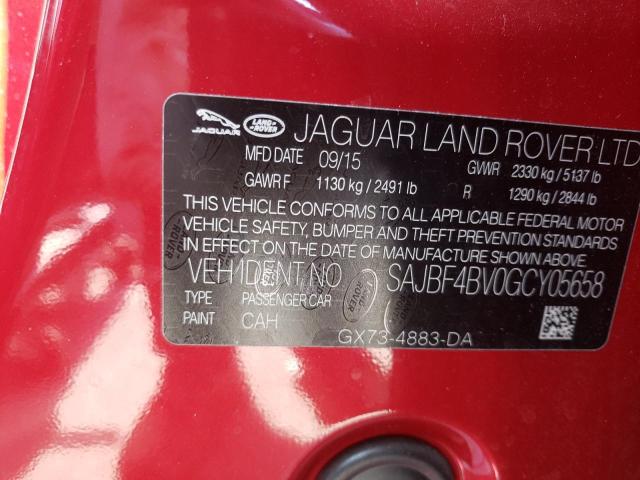 JAGUAR LAND ROVER JAGUAR LAND ROVER LTD
MFD DATE 09/15 GVWR 2330 kg / 5137 lb
GAWR F 1130 kg / 2491 lb R 1290 kg / 2844 lb
THIS VEHICLE CONFORMS TO ALL APPLICABLE FEDERAL MOTOR
VEHICLE SAFETY, BUMPER AND THEFT PREVENTION STANDARDS
IN EFFECT ON THE DATE OF MANUFACTURE SHOWN ABOVE
VEH IDENT NO SAJBF4BV0GCY05658
TYPE PASSENGER CAR
PAINT CAH
GX73-4883-DA